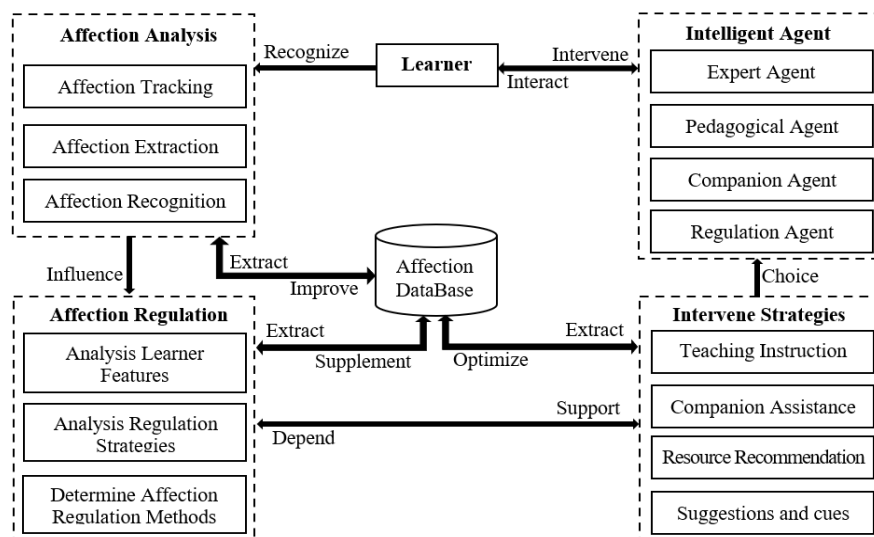 Affection Analysis
Affection Tracking
Affection Extraction
Affection Recognition
Recognize
Learner
Intervene
Interact
Intelligent Agent
Expert Agent
Pedagogical Agent
Companion Agent
Regulation Agent
Influence
Extract
Improve
Affection
DataBase
Choice
Affection Regulation
Analysis Learner
Features
Analysis Regulation
Strategies
Determine Affection
Regulation Methods
Extract
Supplement
Optimize
Extract
Support
Depend
Intervene Strategies
Teaching Instruction
Companion Assistance
Resource Recommendation
Suggestions and cues